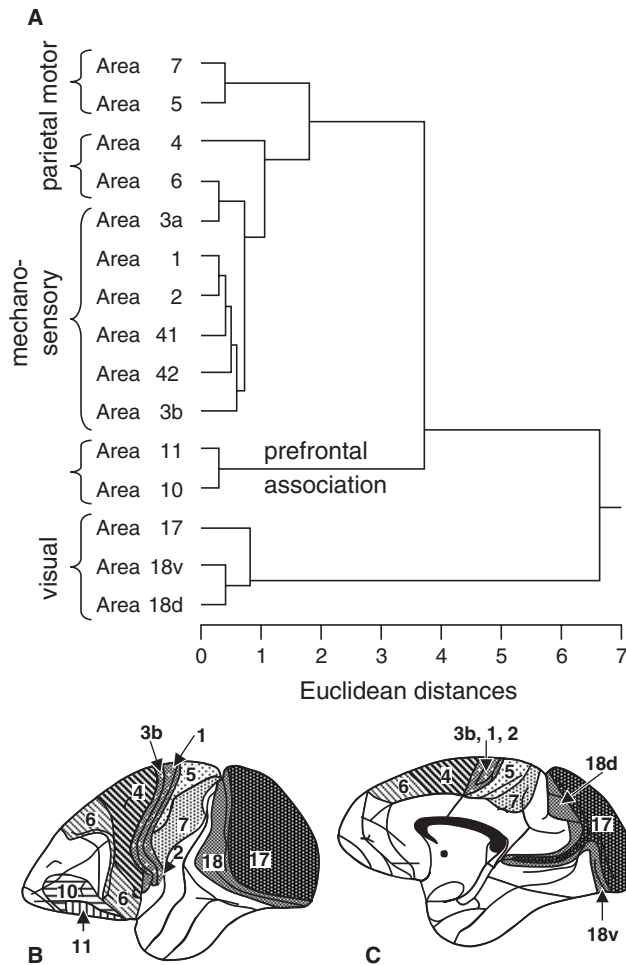 A
parietal motor
mechano-
sensory
visual
Area 7
Area 5
Area 4
Area 6
Area 3a
Area 1
Area 2
Area 41
Area 42
Area 3b
Area 11
Area 10
Area 17
Area 18v
Area 18d
prefrontal
association
0 1 2 3 4 5 6 7
Euclidean distances
3b 1
5
4
6
7
2
18 17
10
6
11
B
3b, 1, 2
18d
4 5
6
7
17
18v
C